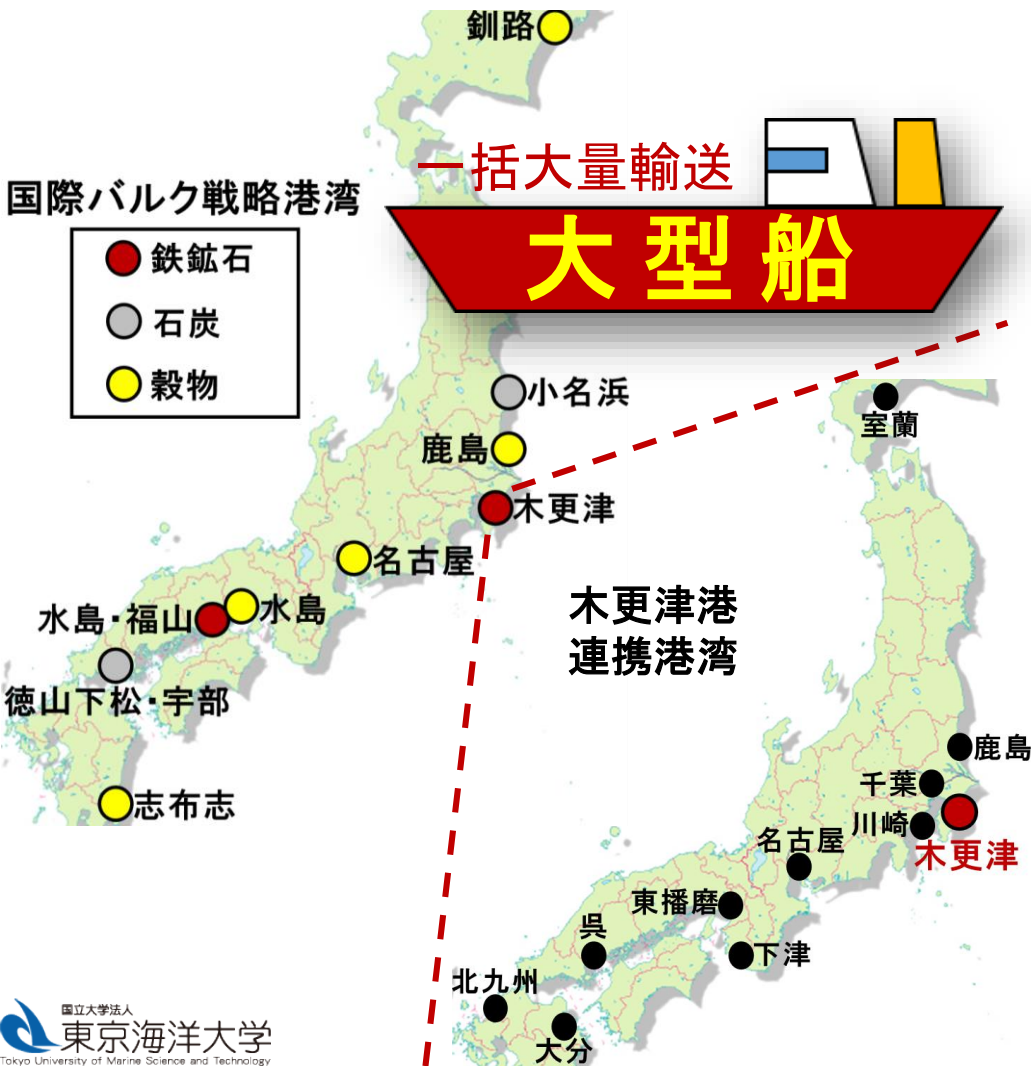 釧路
一括大量輸送
大型船
国際バルク戦略港湾
鉄鉱石
石炭
穀物
小名浜
鹿島
木更津
名古屋
水島・福山
水島
徳山下松・宇部
志布志
室蘭
木更津港
連携港湾
鹿島
千葉
川崎
木更津
名古屋
東播磨
呉
下津
北九州
大分
国立大学法人
東京海洋大学
Tokyo University of Marine Science and Technology